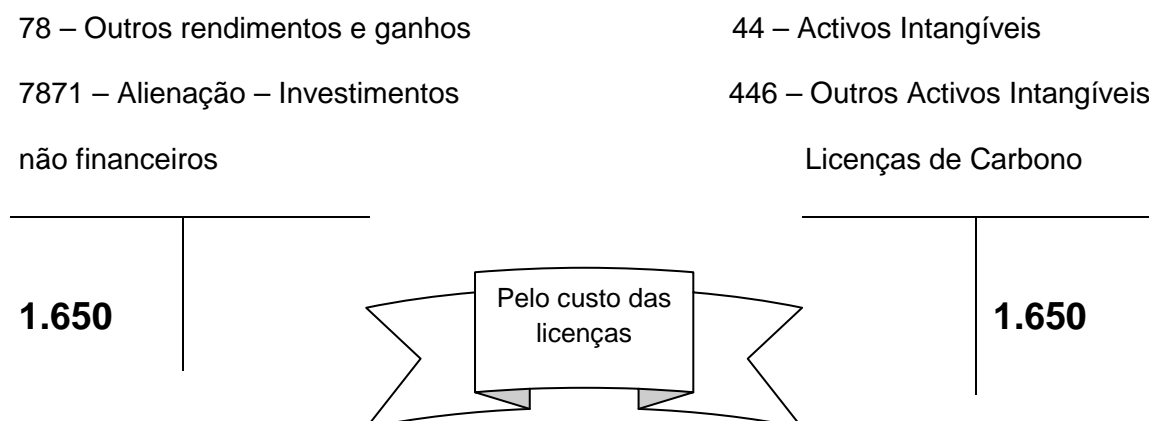 78 – Outros rendimentos e ganhos
7871 – Alienação – Investimentos
não financeiros
44 – Activos Intangíveis
446 – Outros Activos Intangíveis
Licenças de Carbono
1.650
Pelo custo das
licenças
1.650